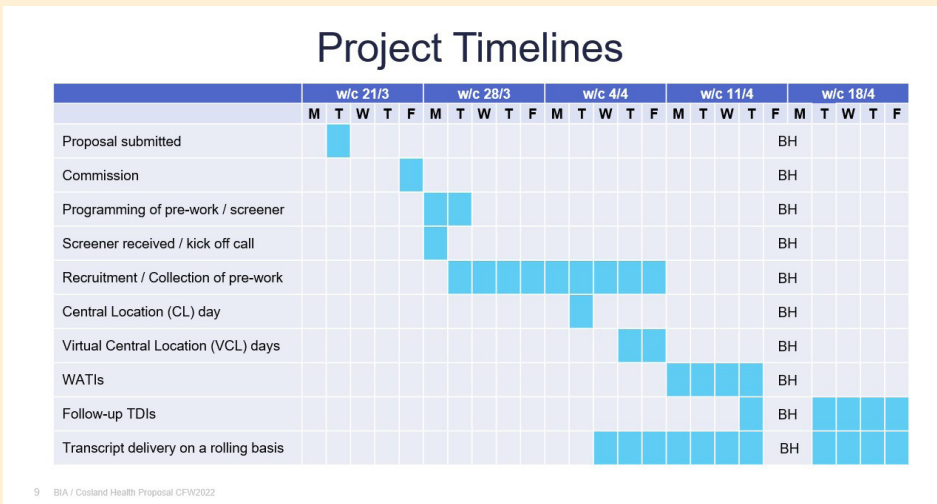 Project Timelines
w/c 21/3 w/c 28/3 w/c 4/4 w/c 11/4 w/c 18/4
M T W T F M T W T F M T W T F M T W T F M T W T F
Proposal submitted BH
Commission BH
Programming of pre-work / screener BH
Screener received / kick off call BH
Recruitment / Collection of pre-work BH
Central Location (CL) day BH
Virtual Central Location (VCL) days BH
WATIs BH
Follow-up TDIs BH
Transcript delivery on a rolling basis BH
9 BIA / Cosland Health Proposal CFW2022